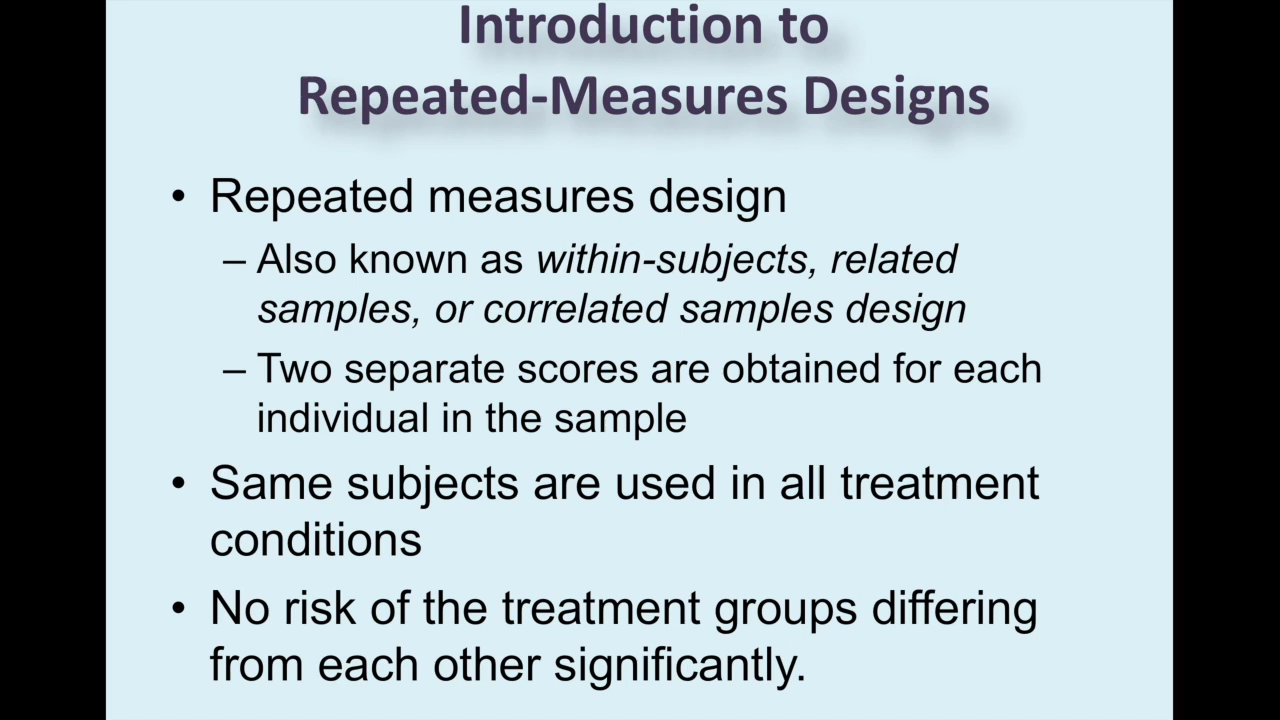 Introduction to
Repeated-Measures Designs
• Repeated measures design
– Also known as within-subjects, related
samples, or correlated samples design
– Two separate scores are obtained for each
individual in the sample
• Same subjects are used in all treatment
conditions
• No risk of the treatment groups differing
from each other significantly.